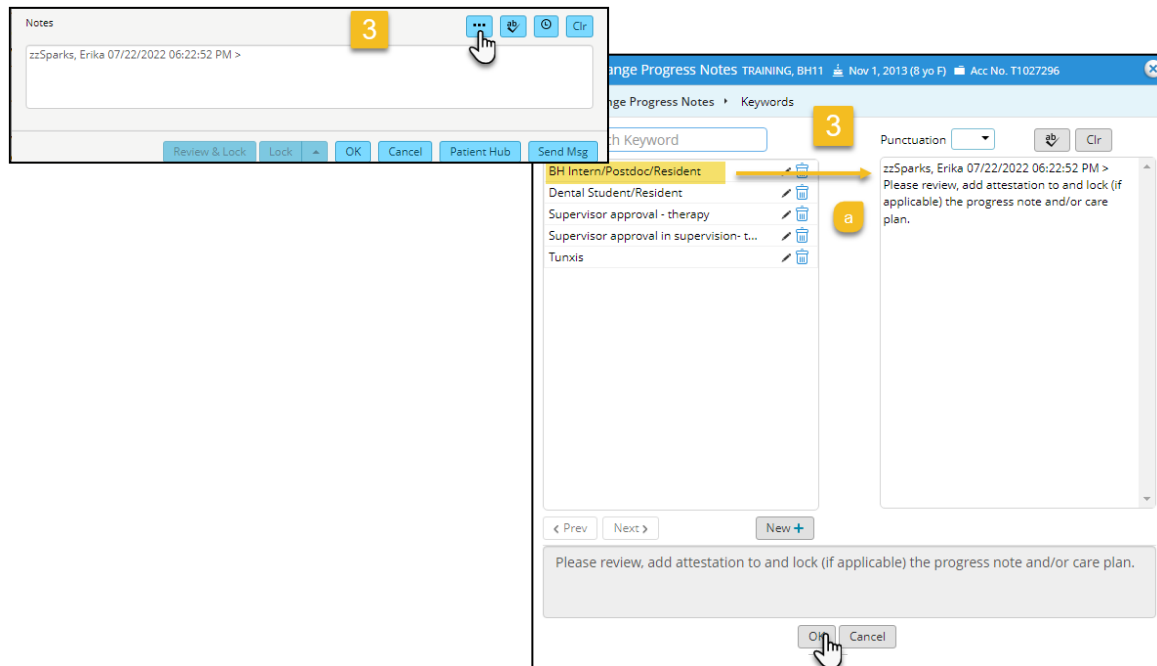 Notes
3
... ab Clr
zzSparks, Erika 07/22/2022 06:22:52 PM >
Review & Lock Lock OK Cancel Patient Hub Send Msg
ange Progress Notes TRAINING, BH11 Nov 1, 2013 (8 yo F) Acc No. T1027296
nge Progress Notes Keywords
h Keyword
3
Punctuation ab Clr
BH Intern/Postdoc/Resident
Dental Student/Resident
Supervisor approval - therapy
Supervisor approval in supervision- t...
Tunxis
a
zzSparks, Erika 07/22/2022 06:22:52 PM >
Please review, add attestation to and lock (if
applicable) the progress note and/or care
plan.
Prev Next New +
Please review, add attestation to and lock (if applicable) the progress note and/or care plan.
OK Cancel